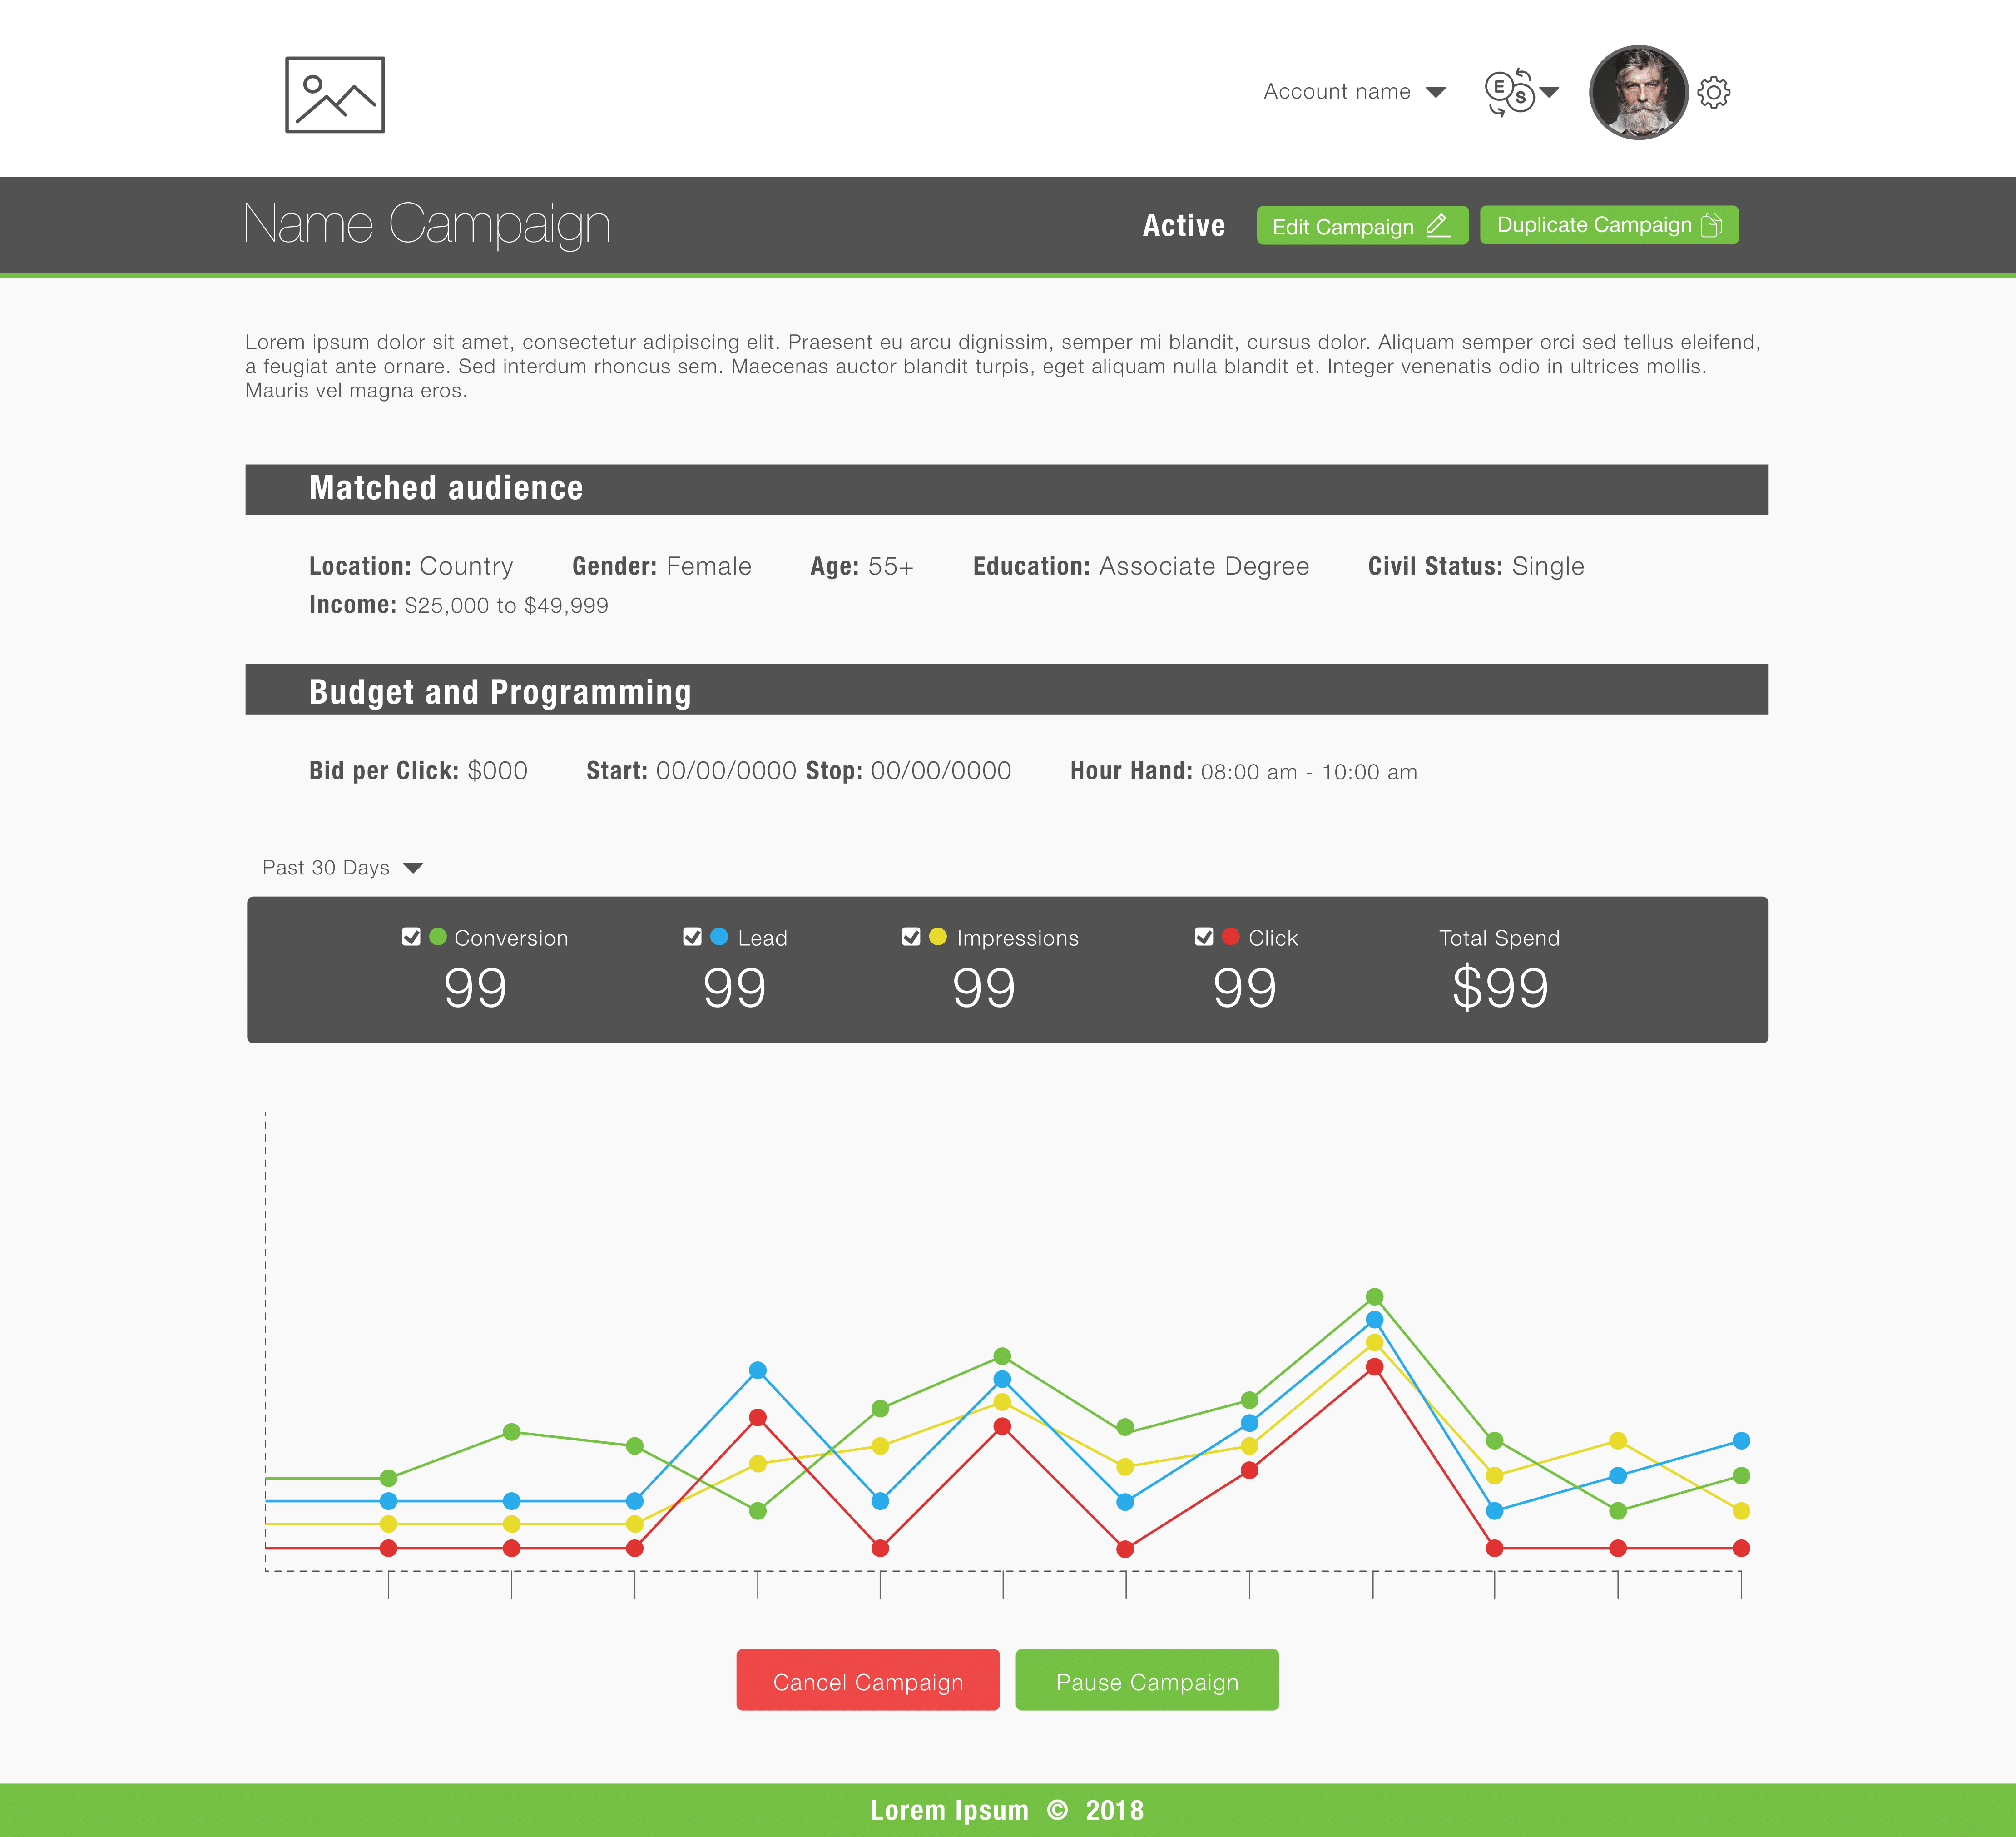 Account name
E S
Name Campaign Active Edit Campaign Duplicate Campaign
Lorem ipsum dolor sit amet, consectetur adipiscing elit. Praesent eu arcu dignissim, semper mi blandit, cursus dolor. Aliquam semper orci sed tellus eleifend,
a feugiat ante ornare. Sed interdum rhoncus sem. Maecenas auctor blandit turpis, eget aliquam nulla blandit et. Integer venenatis odio in ultrices mollis.
Mauris vel magna eros.
Matched audience
Location: Country Gender: Female Age: 55+ Education: Associate Degree Civil Status: Single
Income: $25,000 to $49,999
Budget and Programming
Bid per Click: $000 Start: 00/00/0000 Stop: 00/00/0000 Hour Hand: 08:00 am - 10:00 am
Past 30 Days
Conversion Lead Impressions Click Total Spend
99 99 99 99 $99
Cancel Campaign Pause Campaign
Lorem Ipsum © 2018